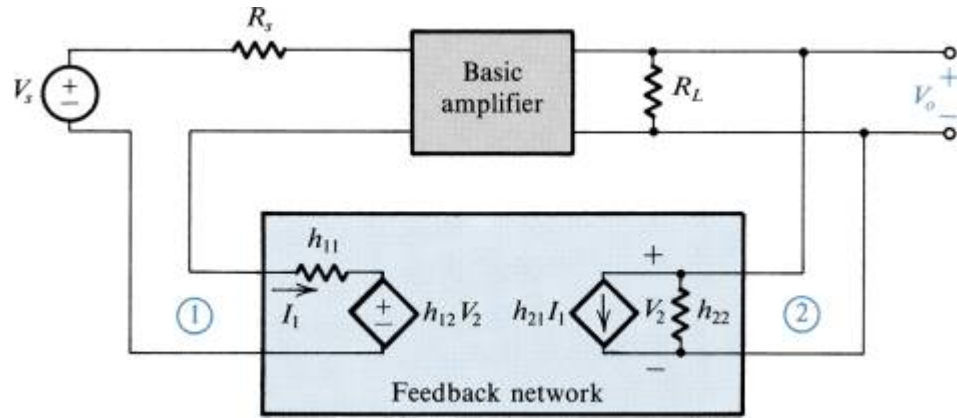 R_s
V_s
+
−
Basic
amplifier
R_L
+
V_o
−
1
h_11
I_1
+
−
h_12 V_2
h_21 I_1
+
V_2
−
h_22
2
Feedback network